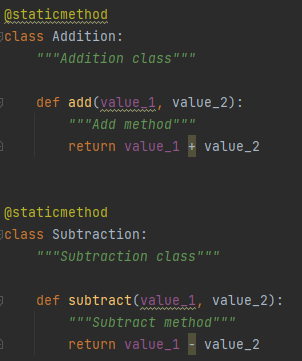 @staticmethod
class Addition:
    """Addition class"""
    def add(value_1, value_2):
        """Add method"""
        return value_1 + value_2
@staticmethod
class Subtraction:
    """Subtraction class"""
    def subtract(value_1, value_2):
        """Subtract method"""
        return value_1 - value_2